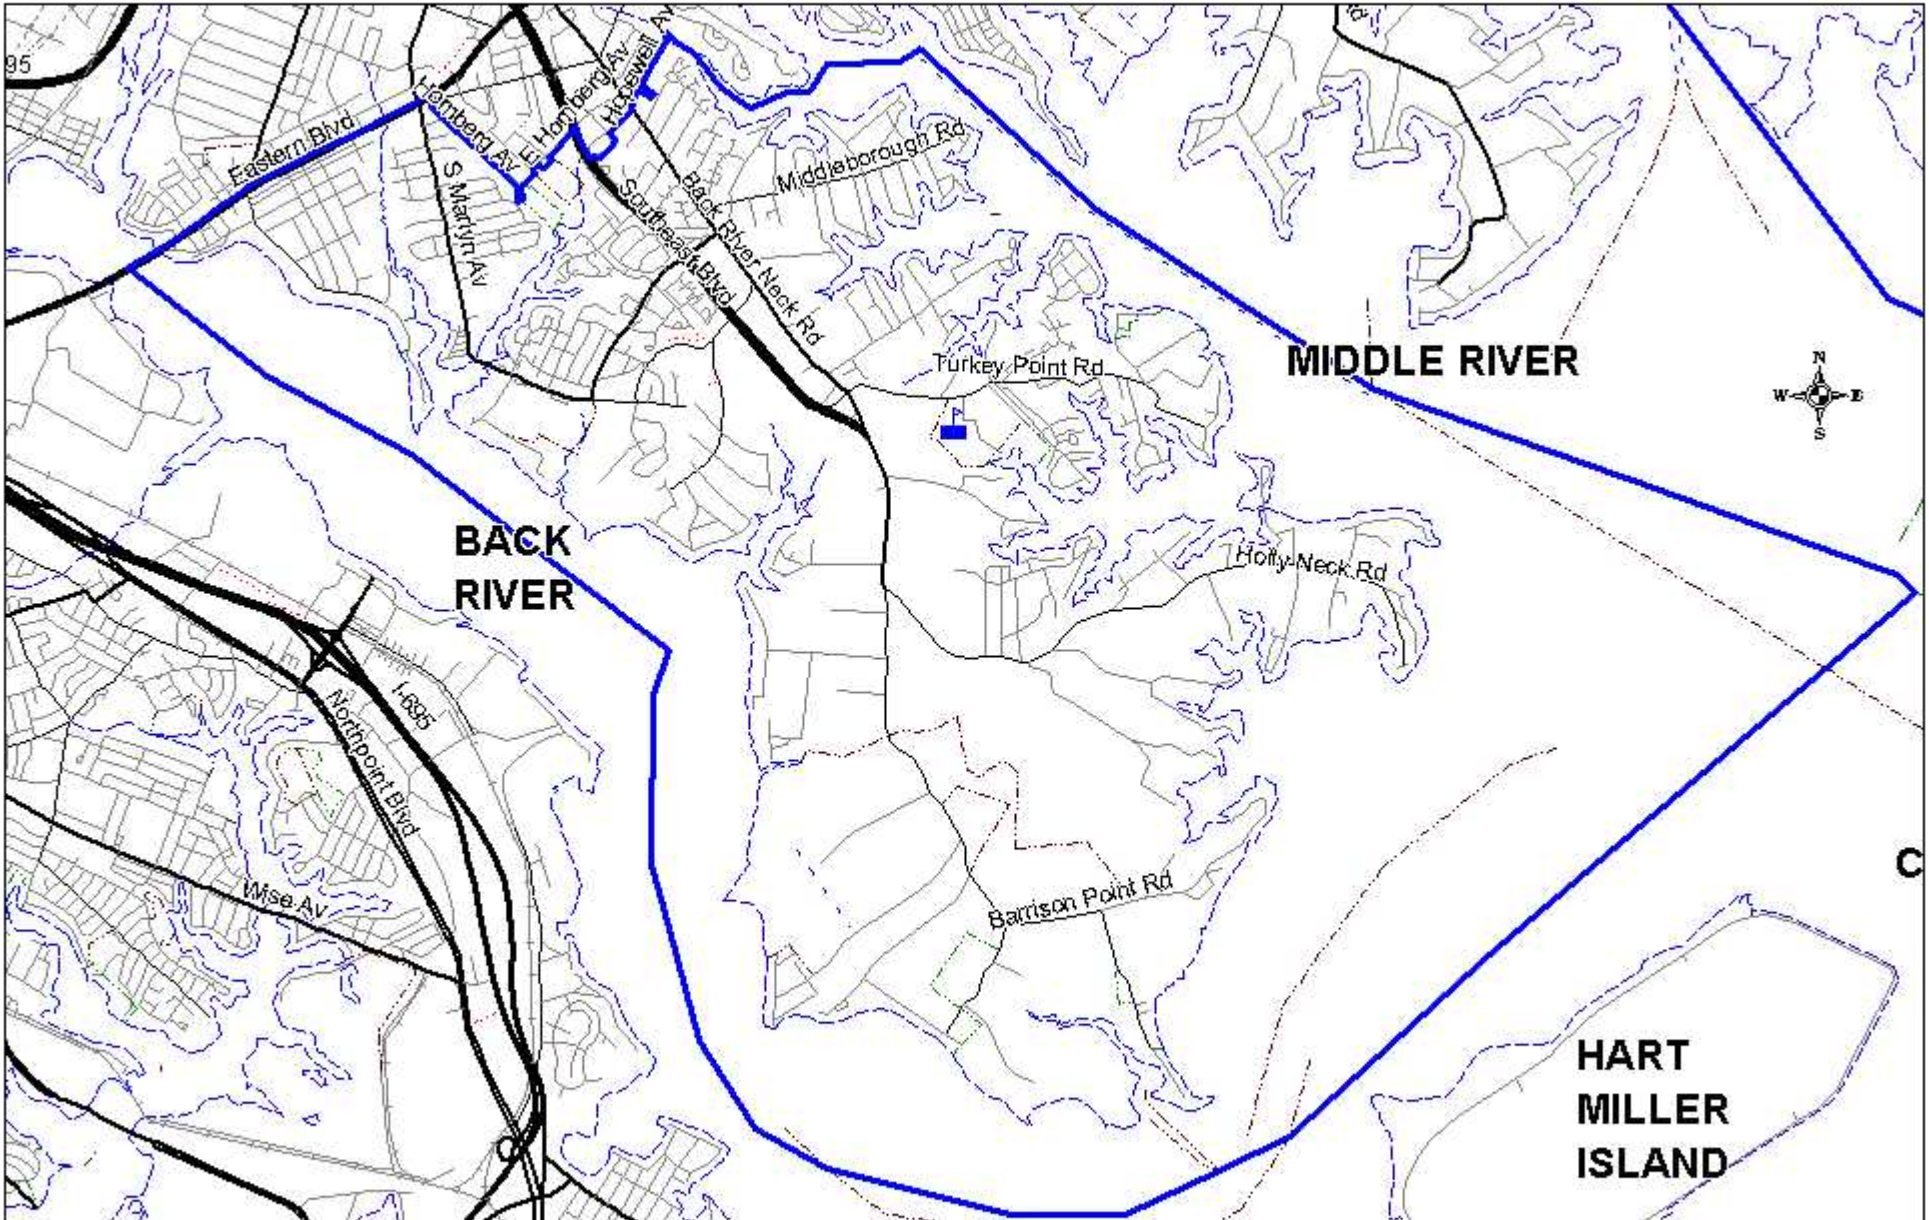 95
Rd
Hopewell Av
E Homberg Av
Homberg Av
Eastern Blvd
S Marlyn Av
Middleborough Rd
Southeast Blvd
Back River Neck Rd
Turkey Point Rd
MIDDLE RIVER
N
W E
S
BACK
RIVER
Holly Neck Rd
I-695
Northpoint Blvd
Wise Av
Barrison Point Rd
C
HART
MILLER
ISLAND